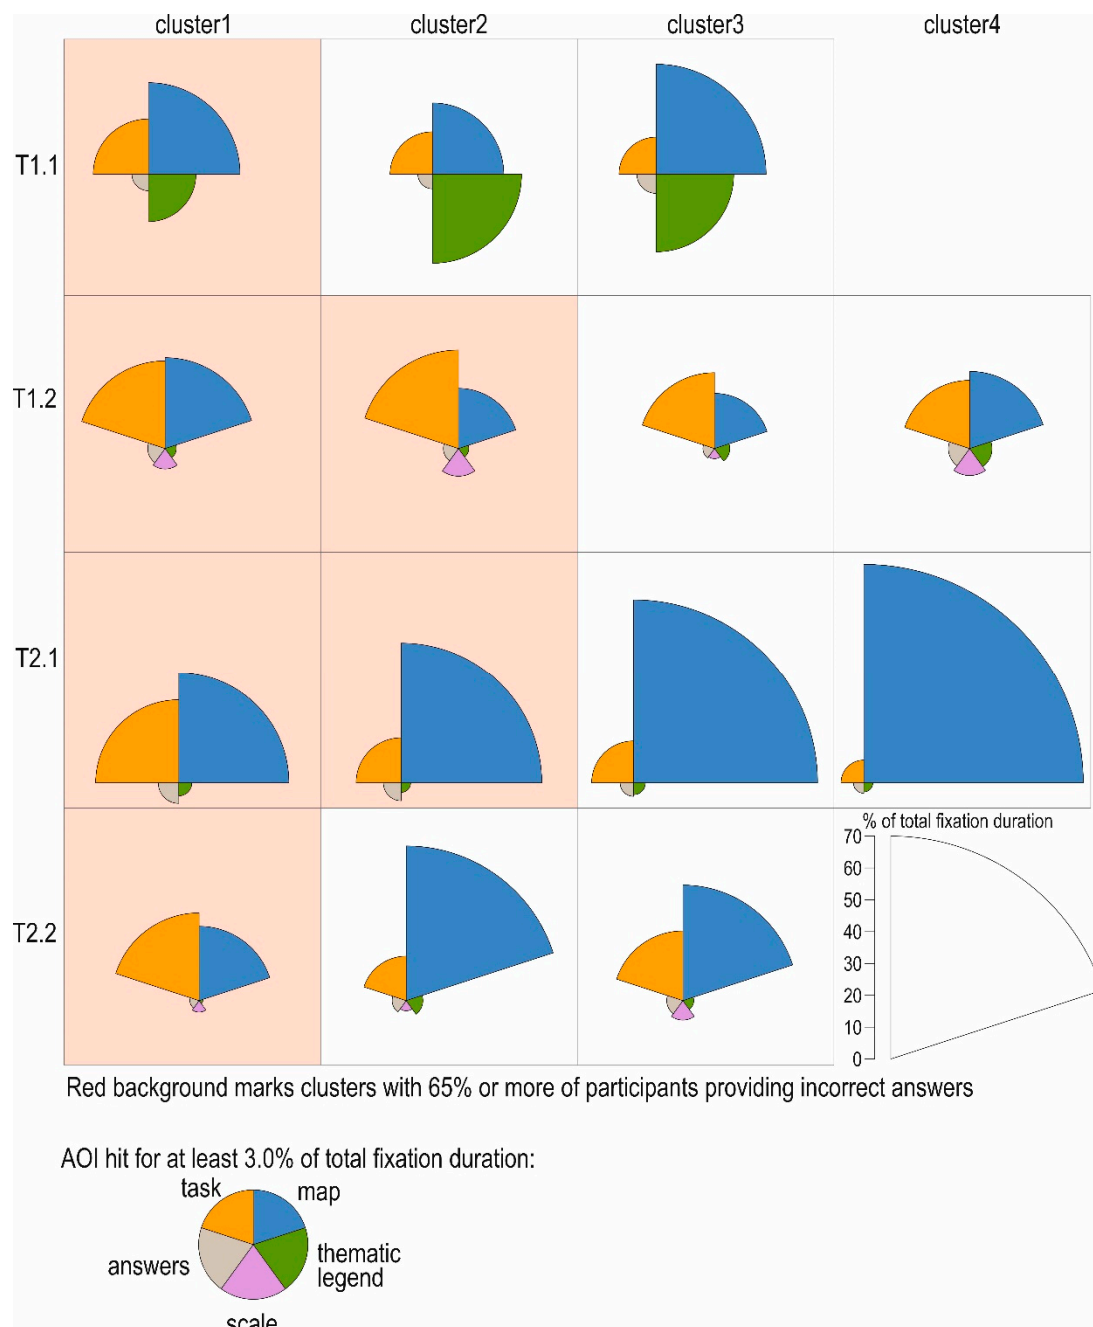 cluster1 cluster2 cluster3 cluster4
T1.1
T1.2
T2.1
T2.2
% of total fixation duration
70
60
50
40
30
20
10
0
Red background marks clusters with 65% or more of participants providing incorrect answers
AOI hit for at least 3.0% of total fixation duration:
task
map
answers
thematic
legend
scale